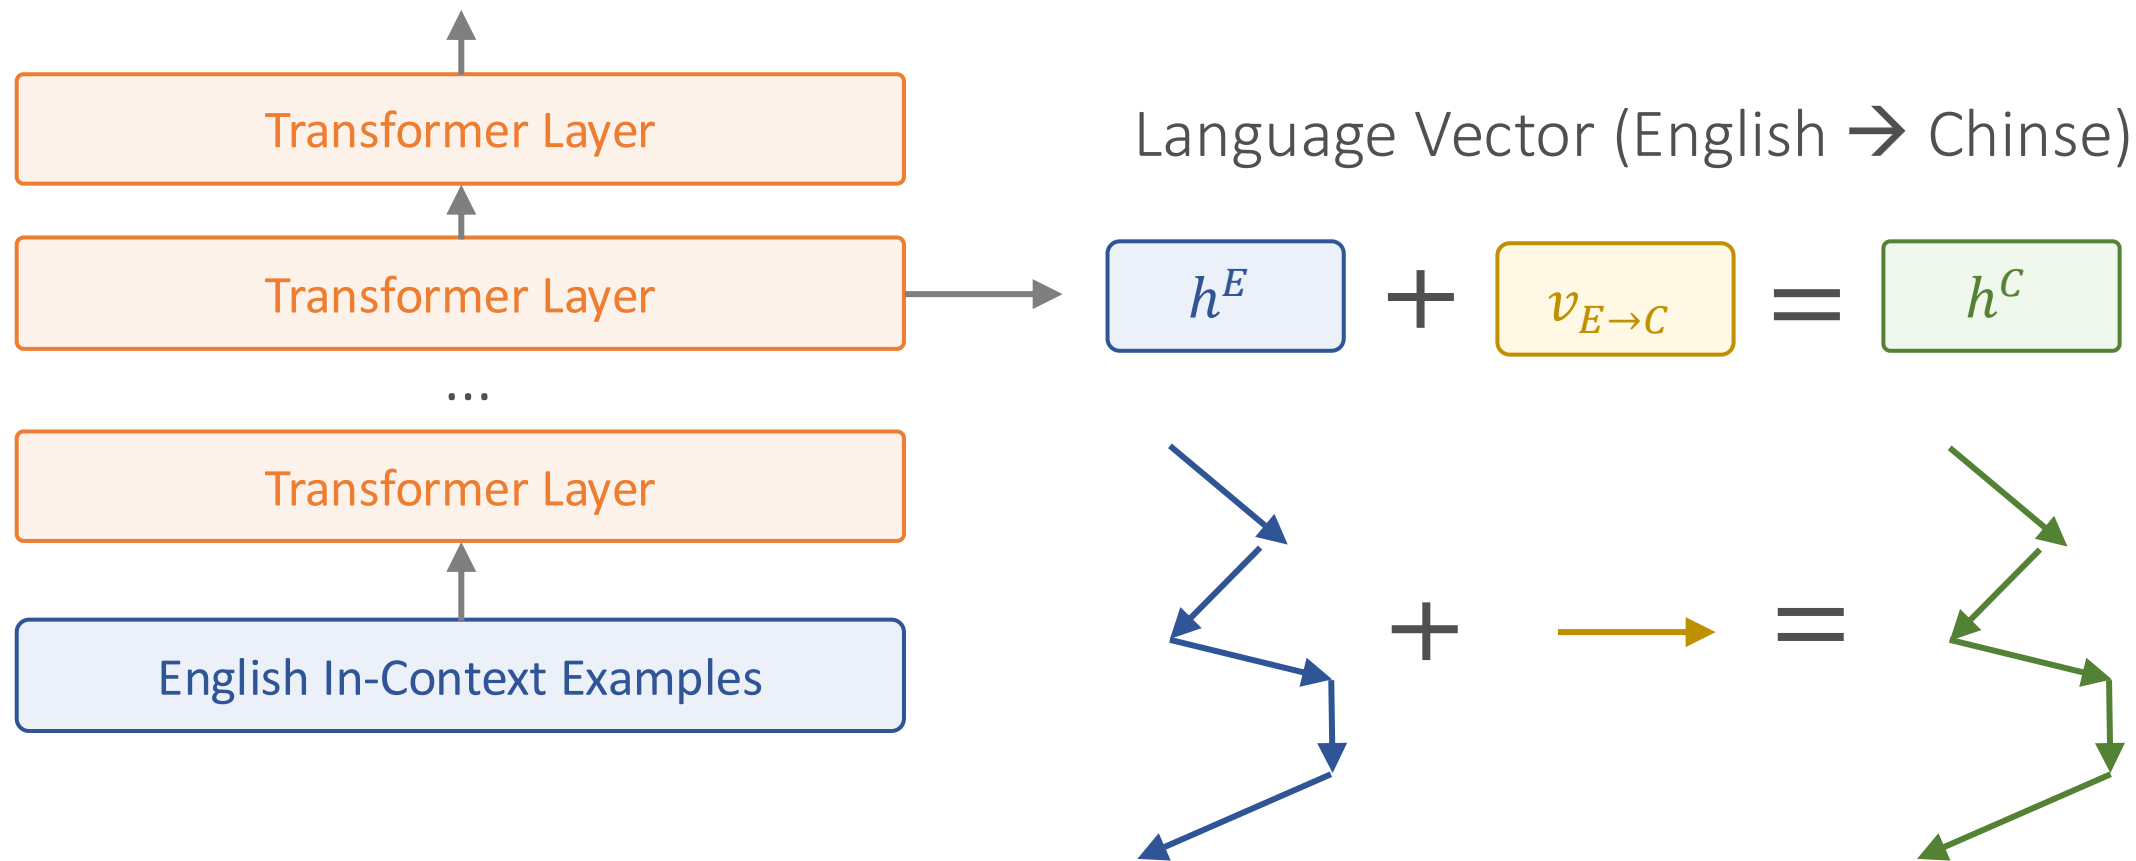 Transformer Layer
Transformer Layer
...
Transformer Layer
English In-Context Examples
Language Vector (English → Chinse)
h^E + v_{E→C} = h^C
+ =